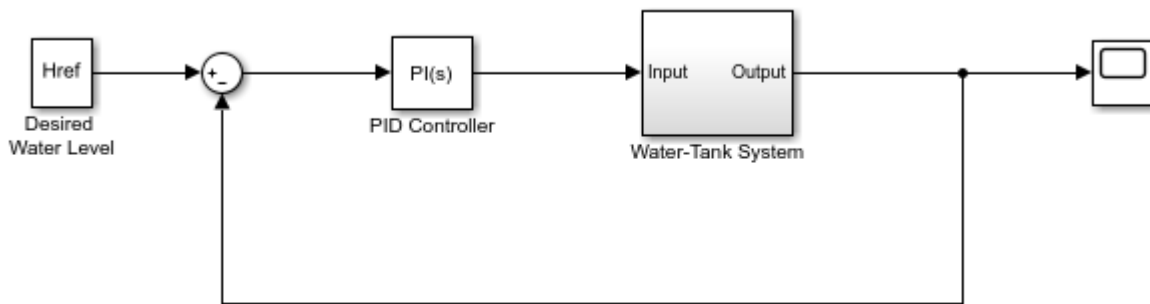 Href
Desired
Water Level
+
−
PI(s)
PID Controller
Input
Output
Water-Tank System